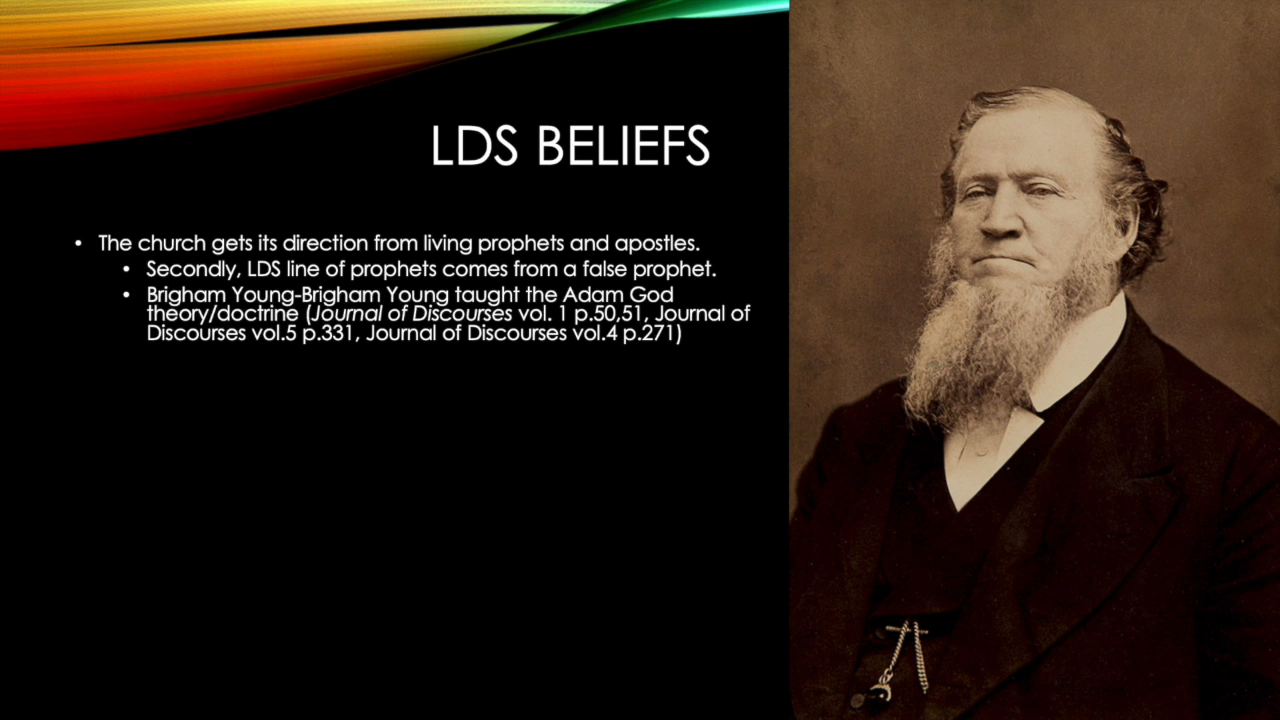 LDS BELIEFS
• The church gets its direction from living prophets and apostles.
• Secondly, LDS line of prophets comes from a false prophet.
• Brigham Young-Brigham Young taught the Adam God
theory/doctrine (Journal of Discourses vol. 1 p.50,51, Journal of
Discourses vol.5 p.331, Journal of Discourses vol.4 p.271)